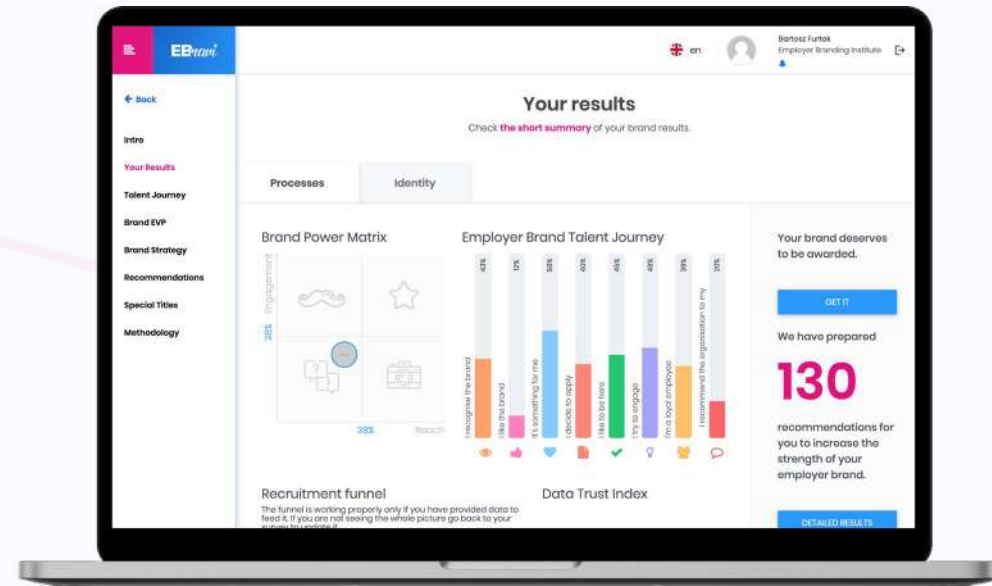 EBnavi
en
Bartosz Furtak
Employer Branding Institute
Back
Intro
Your Results
Talent Journey
Brand EVP
Brand Strategy
Recommendations
Special Titles
Methodology
Your results
Check the short summary of your brand results.
Processes
Identity
Brand Power Matrix
Engagement
38%
38%
Reach
Employer Brand Talent Journey
43%
12%
58%
40%
45%
49%
39%
20%
I recognise the brand
I like the brand
It's something for me
I decide to apply
I like to be here
I try to engage
I'm a loyal employee
I recommend the organisation to my
Your brand deserves
to be awarded.
GET IT
We have prepared
130
recommendations for
you to increase the
strength of your
employer brand.
DETAILED RESULTS
Recruitment funnel
The funnel is working properly only if you have provided data to
feed it. If you are not seeing the whole picture go back to your
survey to update it
Data Trust Index